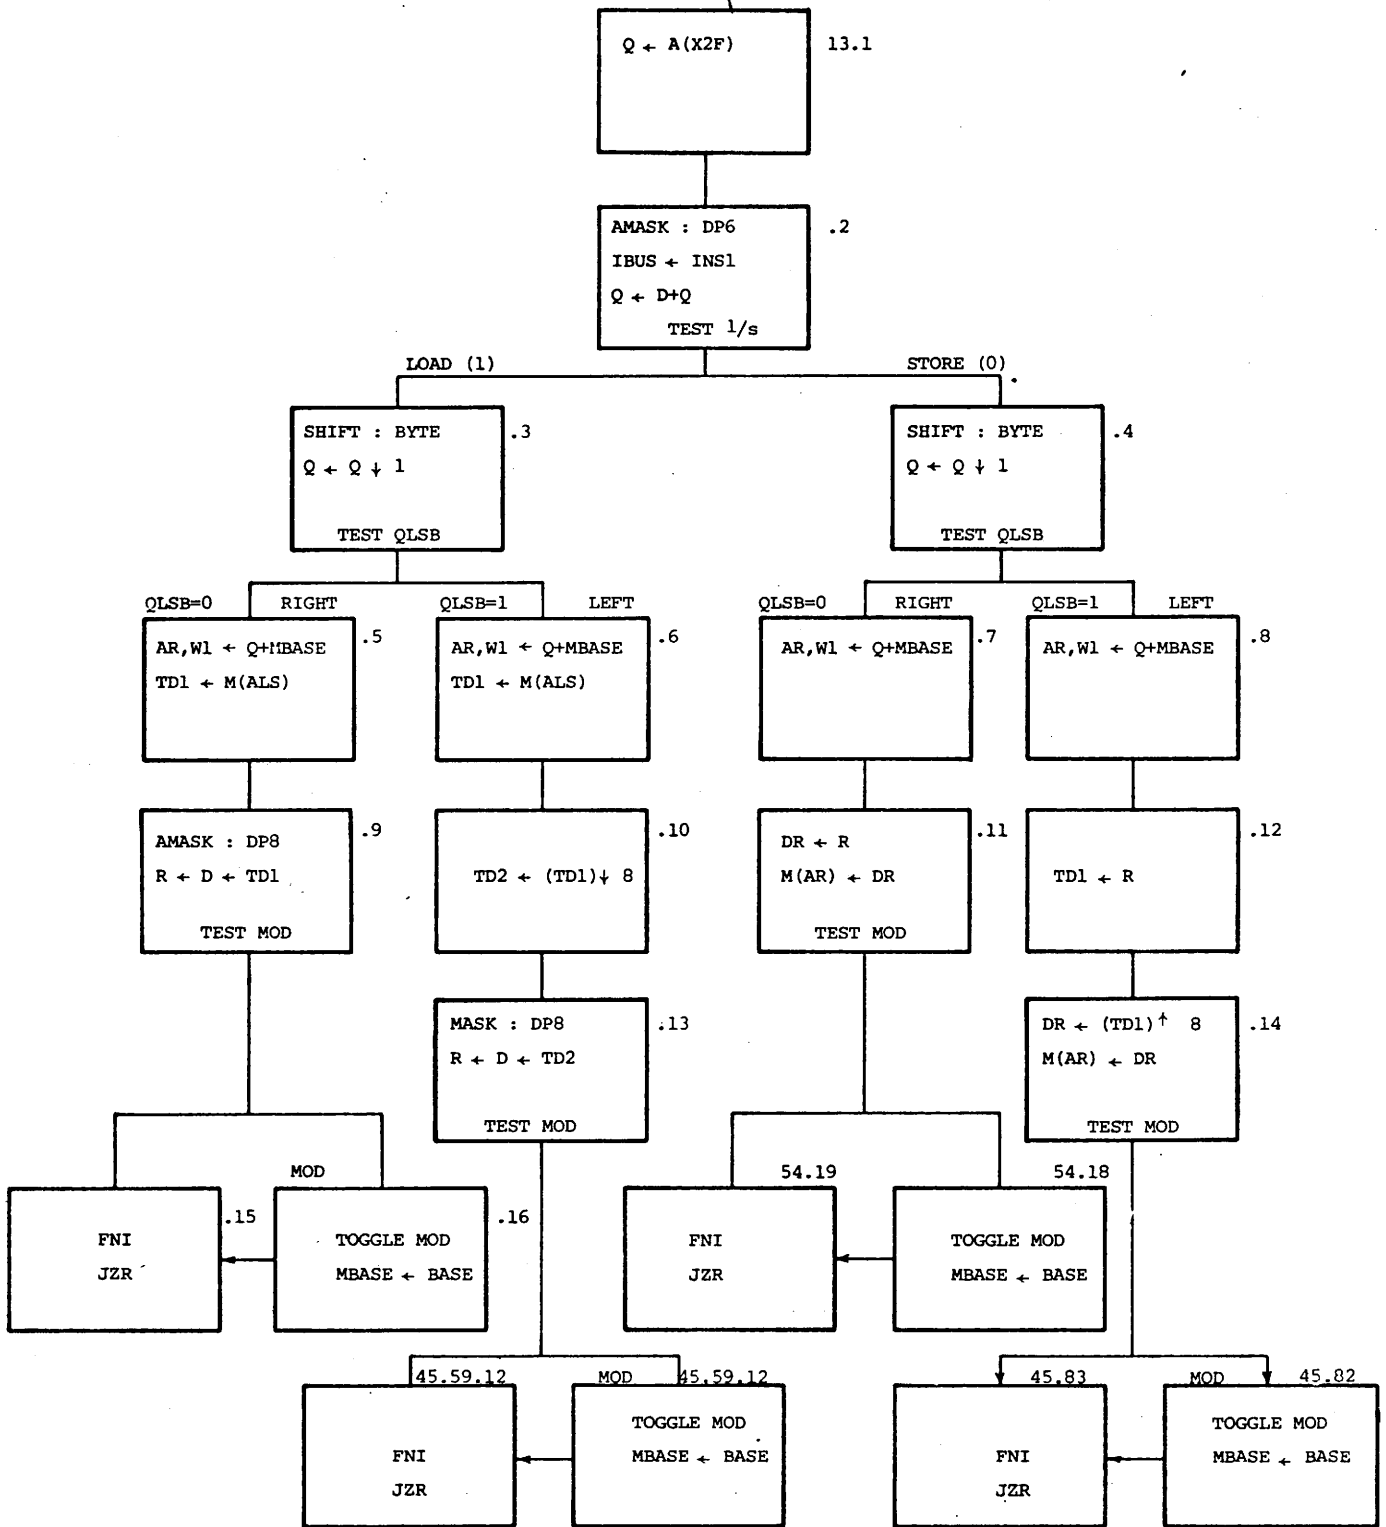 Q ← A(X2F)
13.1
AMASK : DP6
.2
IBUS ← INS1
Q ← D+Q
TEST 1/s
LOAD (1)
STORE (0)
SHIFT : BYTE
.3
Q ← Q ↓ 1
TEST QLSB
SHIFT : BYTE
.4
Q ← Q ↓ 1
TEST QLSB
QLSB=0 RIGHT
QLSB=1 LEFT
QLSB=0 RIGHT
QLSB=1 LEFT
AR,W1 ← Q+MBASE
.5
TD1 ← M(ALS)
AR,W1 ← Q+MBASE
.6
TD1 ← M(ALS)
AR,W1 ← Q+MBASE
.7
AR,W1 ← Q+MBASE
.8
AMASK : DP8
.9
R ← D ← TD1
TEST MOD
.10
TD2 ← (TD1)↓ 8
DR ← R
.11
M(AR) ← DR
TEST MOD
.12
TD1 ← R
MASK : DP8
.13
R ← D ← TD2
TEST MOD
DR ← (TD1)↑ 8
.14
M(AR) ← DR
TEST MOD
MOD
54.19
54.18
.15
FNI
JZR
.16
TOGGLE MOD
MBASE ← BASE
FNI
JZR
TOGGLE MOD
MBASE ← BASE
45.59.12
MOD
45.59.12
45.83
MOD
45.82
FNI
JZR
TOGGLE MOD
MBASE ← BASE
FNI
JZR
TOGGLE MOD
MBASE ← BASE